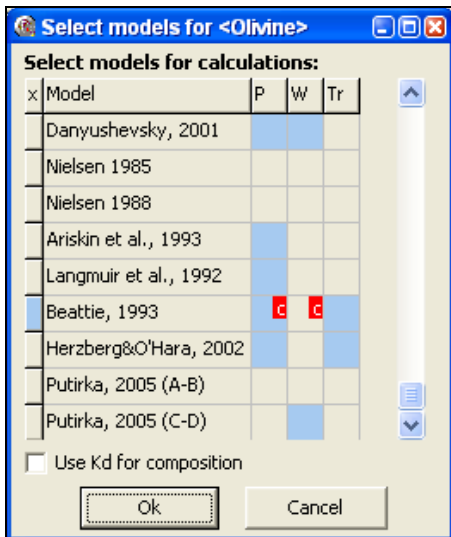 Select models for <Olivine>
Select models for calculations:
x Model P W Tr
Danyushevsky, 2001
Nielsen 1985
Nielsen 1988
Ariskin et al., 1993
Langmuir et al., 1992
Beattie, 1993 c c
Herzberg&O'Hara, 2002
Putirka, 2005 (A-B)
Putirka, 2005 (C-D)
Use Kd for composition
Ok Cancel